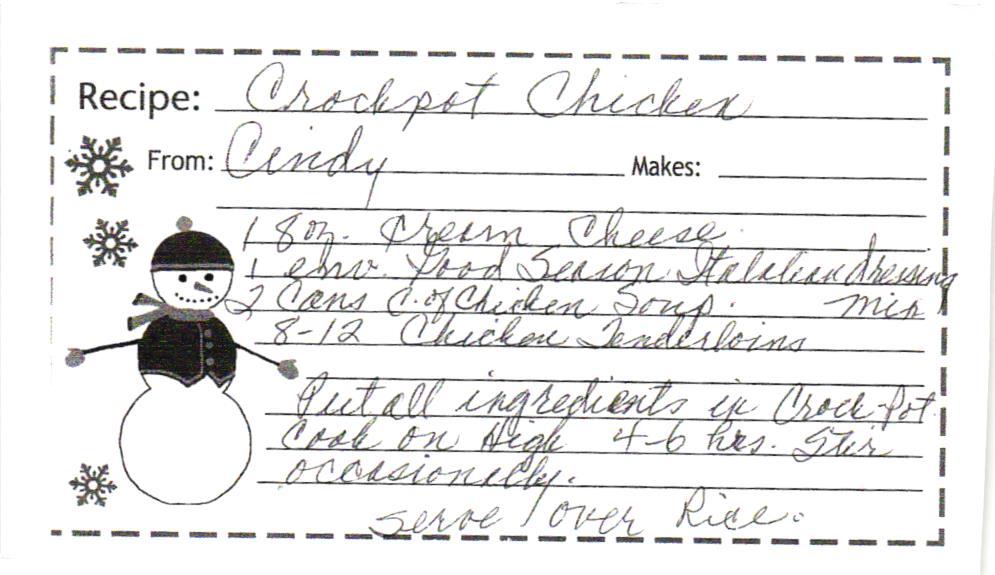 Recipe: Crockpot Chicken
From: Cindy Makes:
1 8oz. Cream Cheese
1 env. Good Season Italalian dressing
2 Cans C. of Chicken Soup. Mix
8-12 Chicken Tenderloins
Put all ingredients in Crock-Pot.
Cook on High 4-6 hrs. Stir
occasionally.
Serve over Rice.